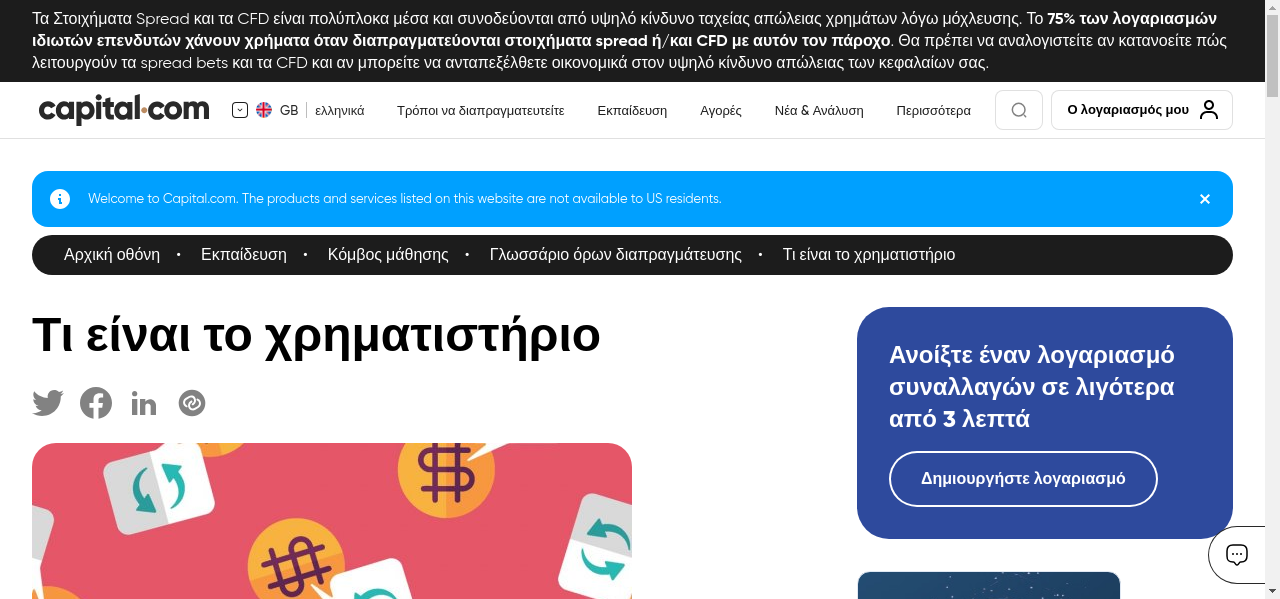 Τα Στοιχήματα Spread και τα CFD είναι πολύπλοκα μέσα και συνοδεύονται από υψηλό κίνδυνο ταχείας απώλειας χρημάτων λόγω μόχλευσης. Το 75% των λογαριασμών
ιδιωτών επενδυτών χάνουν χρήματα όταν διαπραγματεύονται στοιχήματα spread ή/και CFD με αυτόν τον πάροχο. Θα πρέπει να αναλογιστείτε αν κατανοείτε πώς
λειτουργούν τα spread bets και τα CFD και αν μπορείτε να ανταπεξέλθετε οικονομικά στον υψηλό κίνδυνο απώλειας των κεφαλαίων σας.
capital.com GB ελληνικά Τρόποι να διαπραγματευτείτε Εκπαίδευση Αγορές Νέα & Ανάλυση Περισσότερα Ο λογαριασμός μου
Welcome to Capital.com. The products and services listed on this website are not available to US residents.
Αρχική οθόνη • Εκπαίδευση • Κόμβος μάθησης • Γλωσσάριο όρων διαπραγμάτευσης • Τι είναι το χρηματιστήριο
Τι είναι το χρηματιστήριο
Ανοίξτε έναν λογαριασμό
συναλλαγών σε λιγότερα
από 3 λεπτά
Δημιουργήστε λογαριασμό